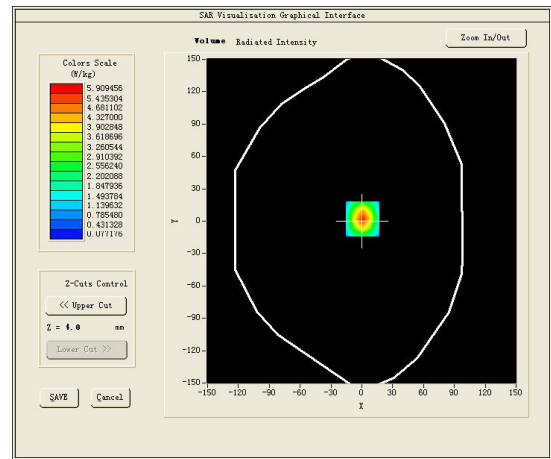 SAR Visualisation Graphical Interface
Volume Radiated Intensity
Zoom In/Out
Colors Scale
(W/kg)
5.909456
5.435304
4.681102
4.327000
3.902848
3.618696
3.260544
2.910392
2.556240
2.202088
1.847936
1.493784
1.139632
0.785480
0.431328
0.077176
150
120
90
60
30
0
-30
-60
-90
-120
-150
Y
-150 -120 -90 -60 -30 0 30 60 90 120 150
X
Z-Cuts Control
<< Upper Cut
Z = 4.0 mm
Lower Cut >>
SAVE Cancel